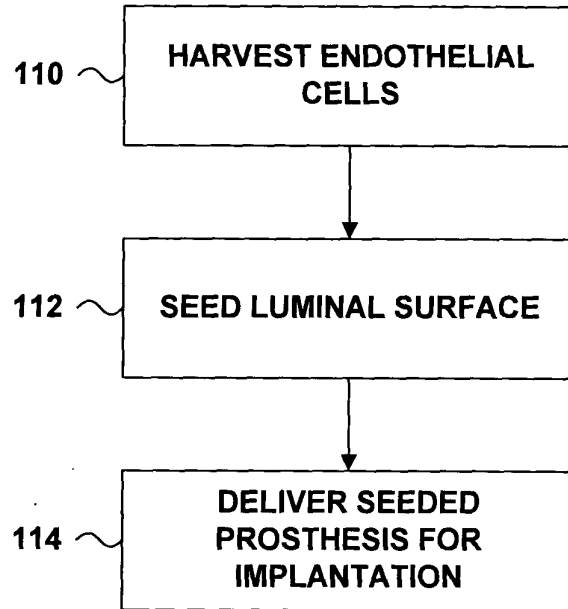 110
HARVEST ENDOTHELIAL
CELLS
112
SEED LUMINAL SURFACE
114
DELIVER SEEDED
PROSTHESIS FOR
IMPLANTATION